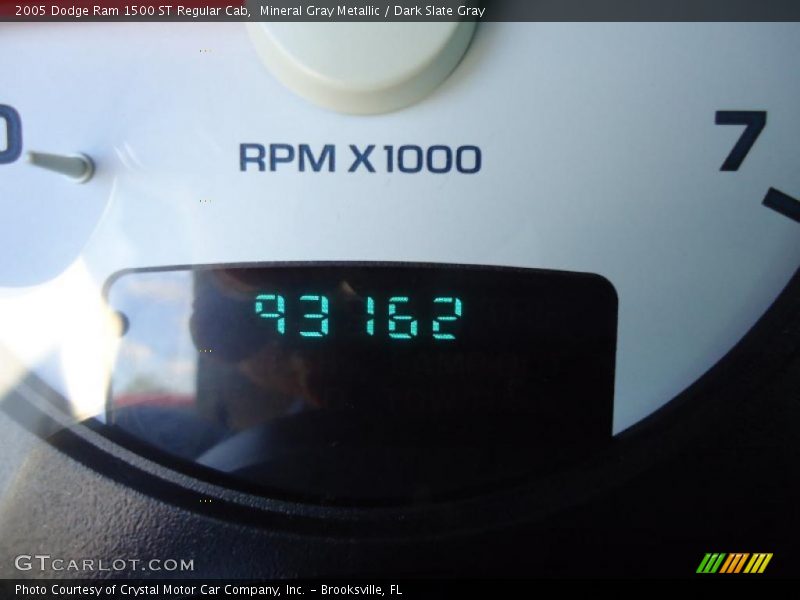 2005 Dodge Ram 1500 ST Regular Cab,  Mineral Gray Metallic / Dark Slate Gray
0
7
RPM X1000
93162
GTCARLOT.COM
Photo Courtesy of Crystal Motor Car Company, Inc. – Brooksville, FL